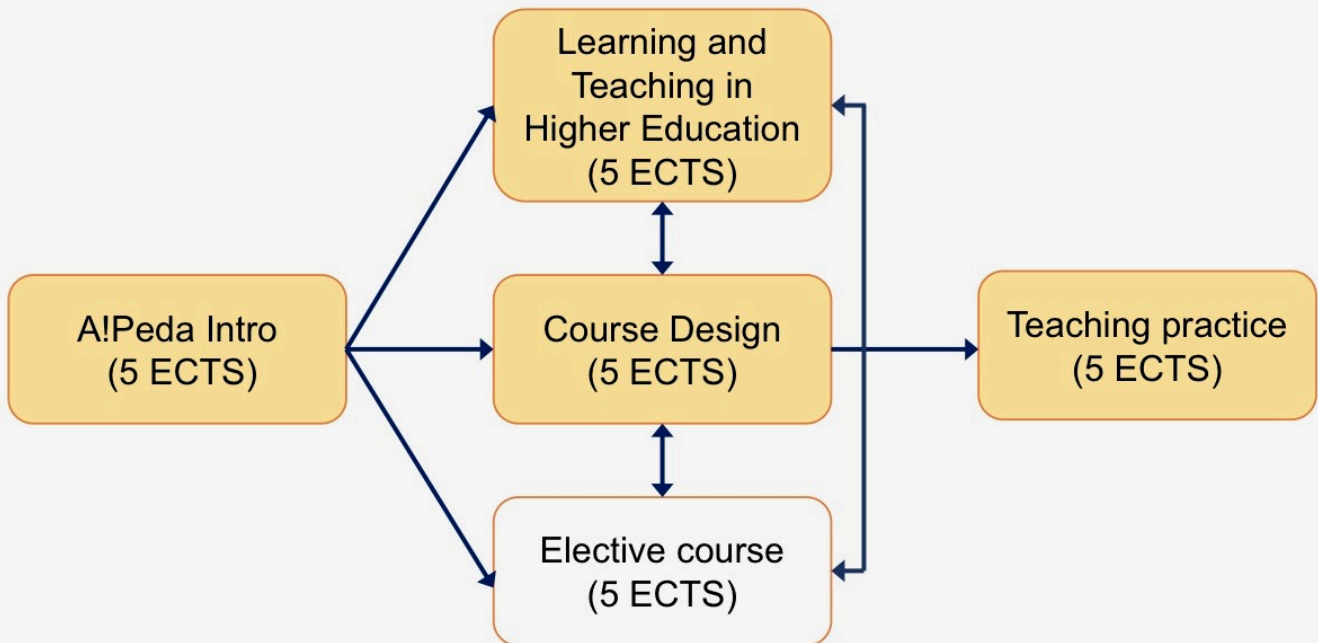 Learning and
Teaching in
Higher Education
(5 ECTS)
A!Peda Intro
(5 ECTS)
Course Design
(5 ECTS)
Teaching practice
(5 ECTS)
Elective course
(5 ECTS)